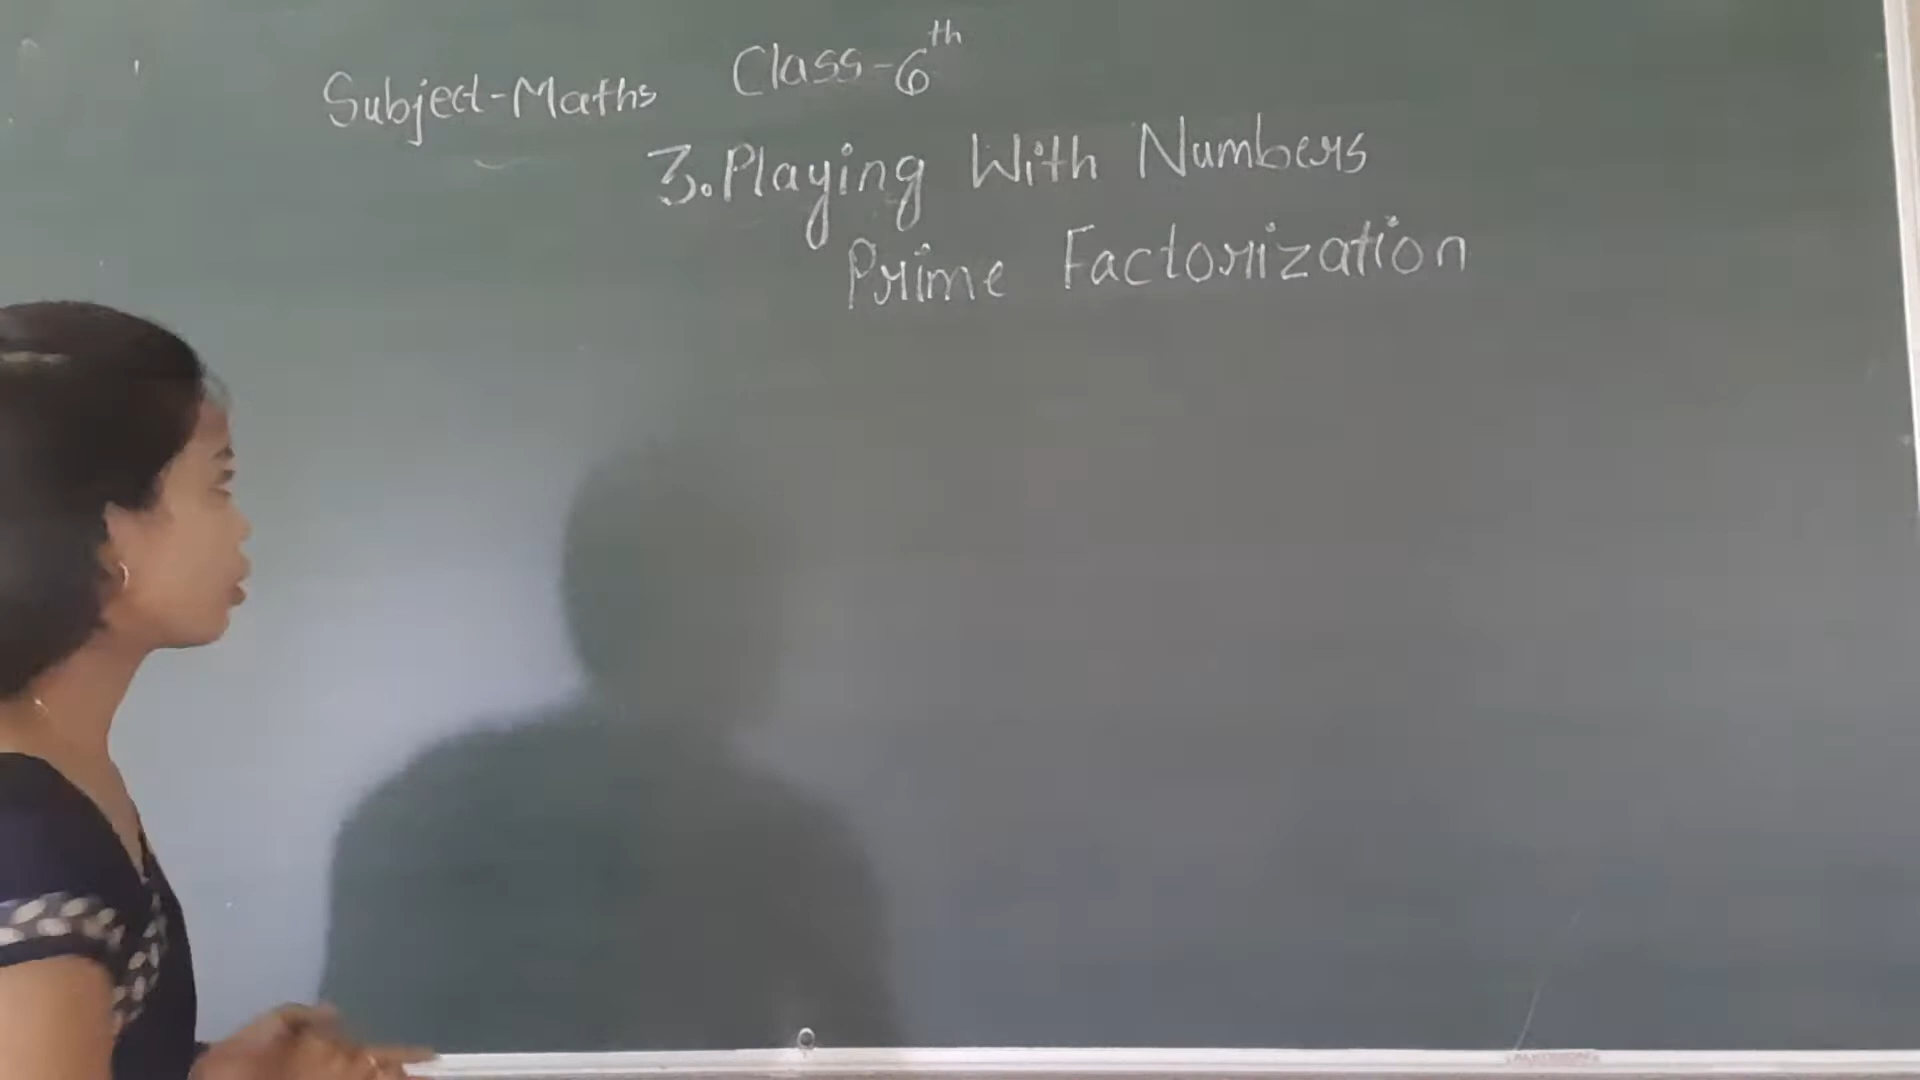 Subject-Maths Class-6th
3. Playing With Numbers
Prime Factorization